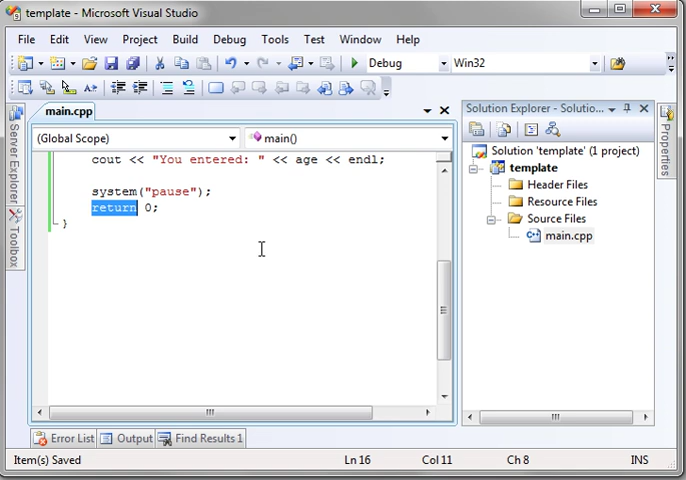 template - Microsoft Visual Studio
File Edit View Project Build Debug Tools Test Window Help
Debug Win32
main.cpp
(Global Scope) main()
cout << "You entered: " << age << endl;
system("pause");
return 0;
}
Server Explorer
Toolbox
Solution Explorer - Solutio...
Solution 'template' (1 project)
template
Header Files
Resource Files
Source Files
main.cpp
Properties
Error List Output Find Results 1
Item(s) Saved Ln 16 Col 11 Ch 8 INS